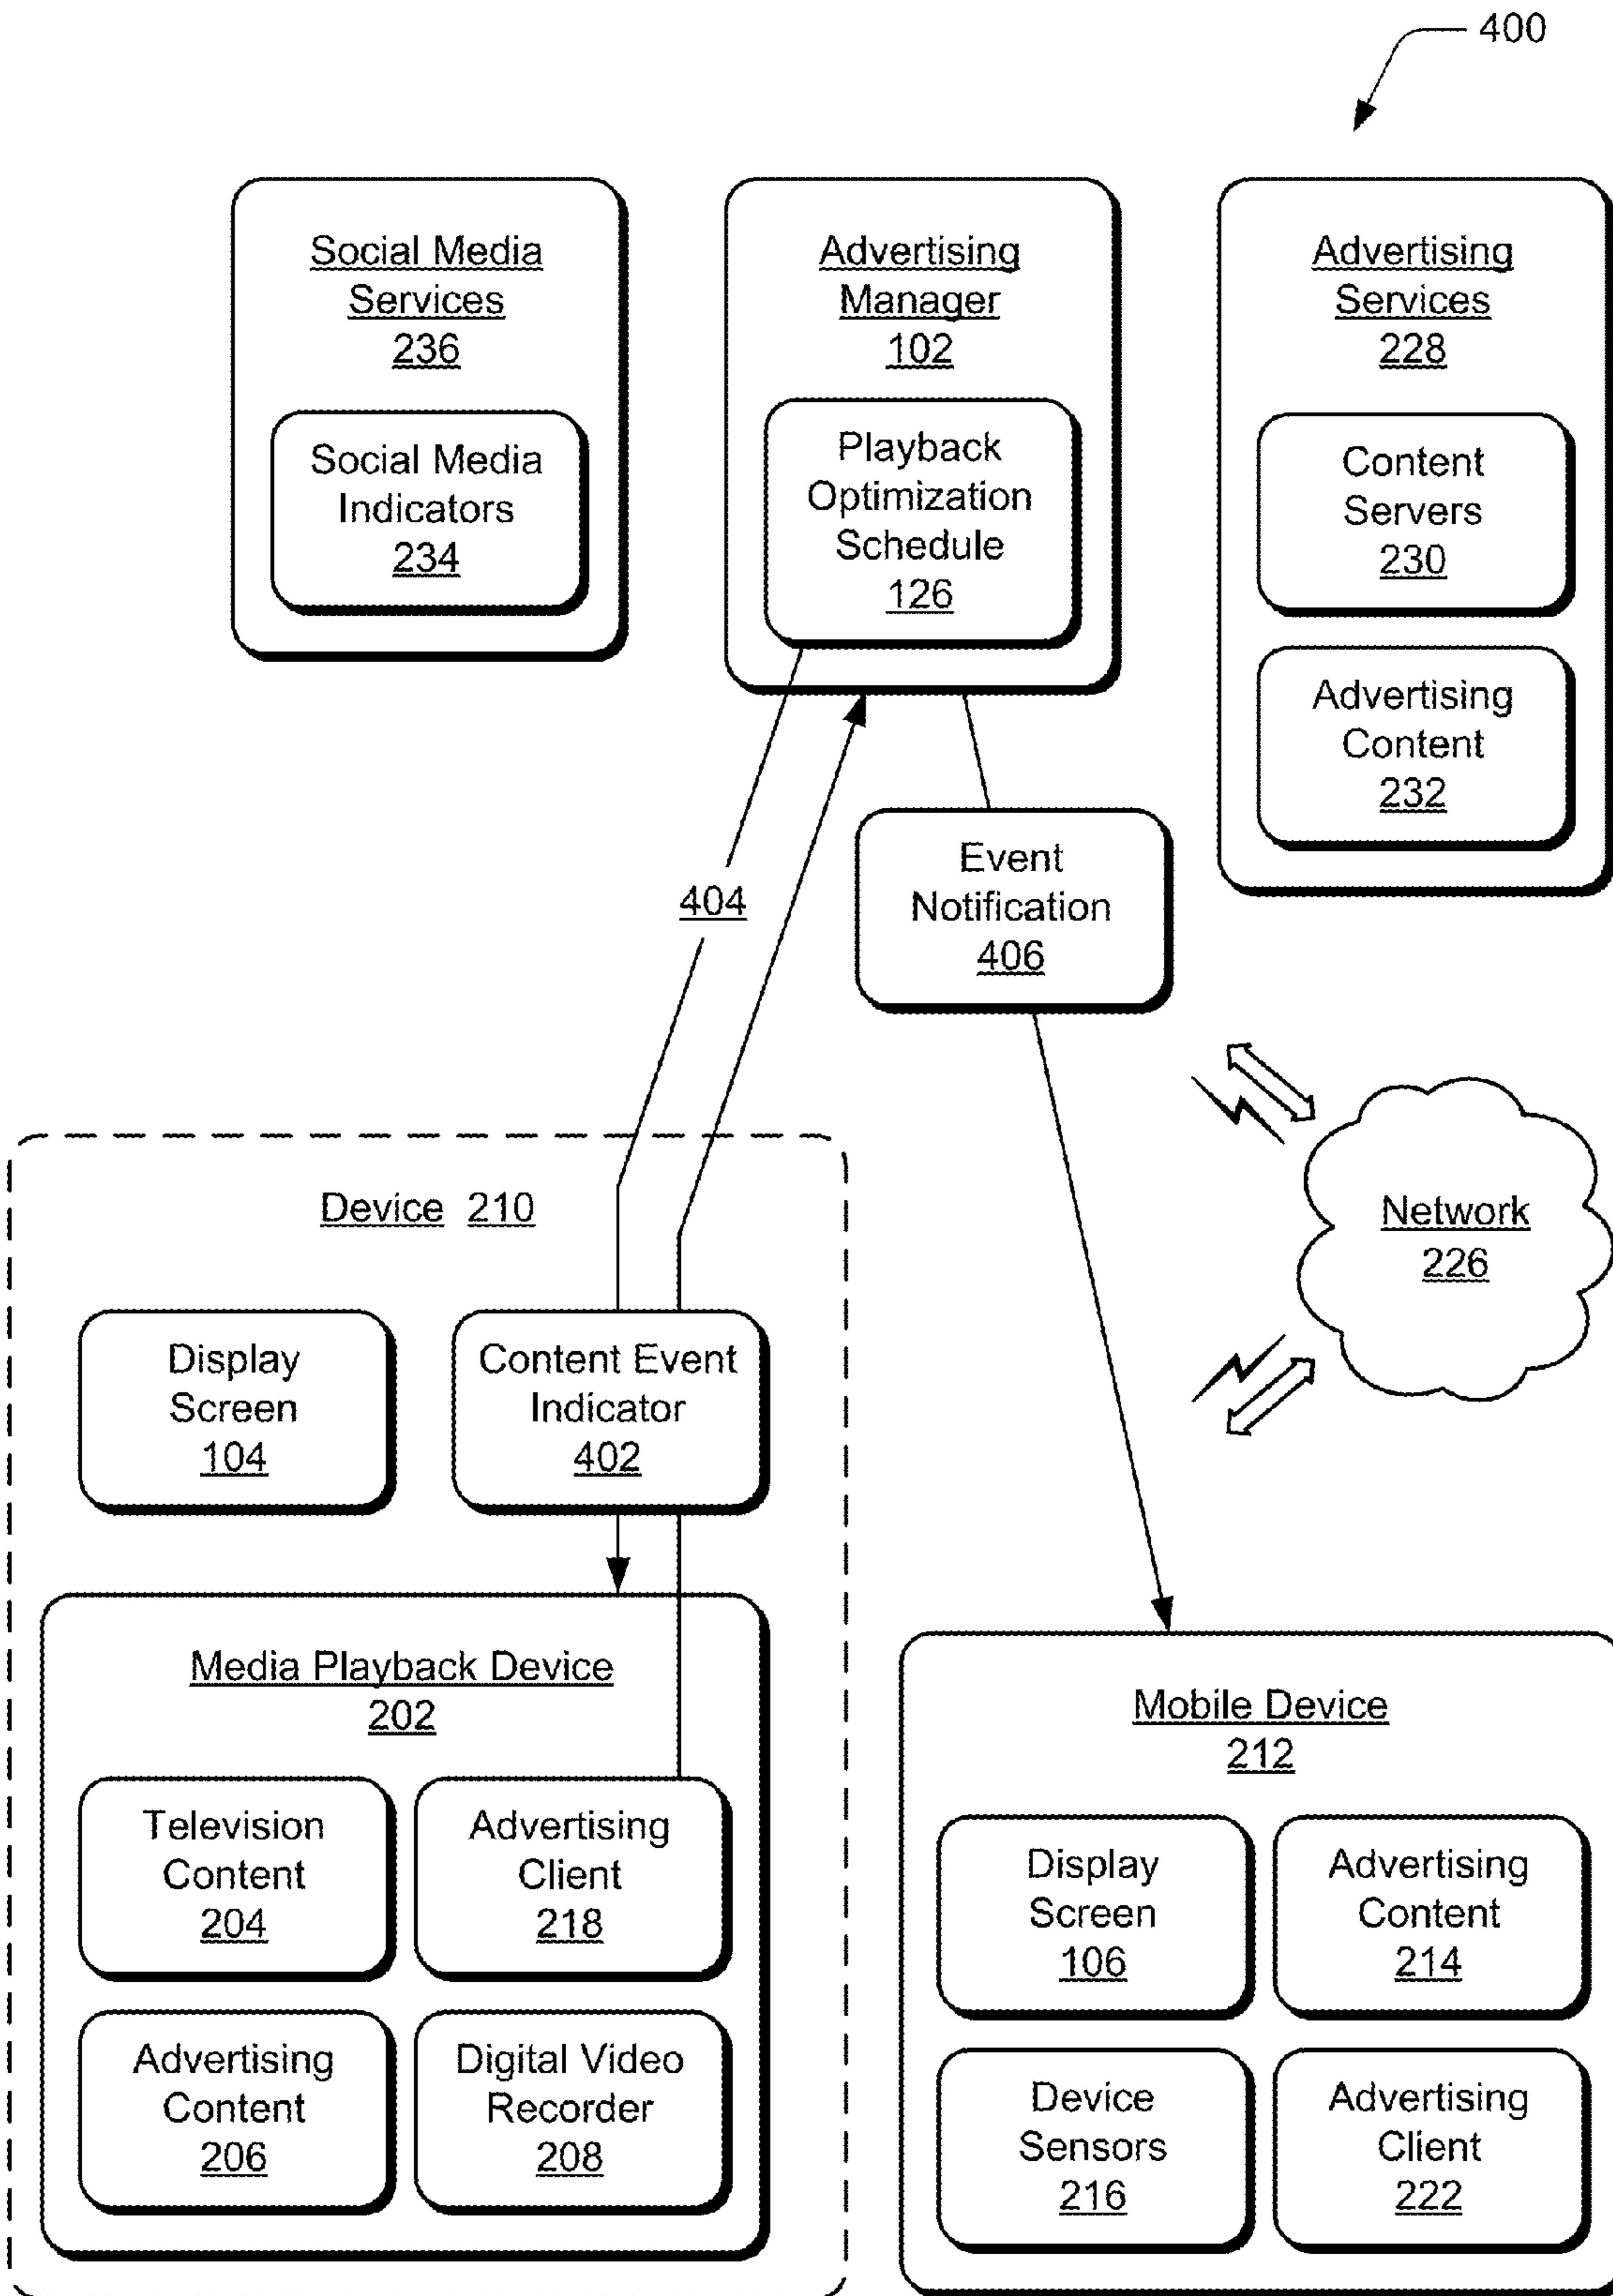 400
Social Media
Services
236
Social Media
Indicators
234
Advertising
Manager
102
Playback
Optimization
Schedule
126
Advertising
Services
228
Content
Servers
230
Advertising
Content
232
404
Event
Notification
406
Network
226
Device 210
Display
Screen
104
Content Event
Indicator
402
Media Playback Device
202
Television
Content
204
Advertising
Client
218
Advertising
Content
206
Digital Video
Recorder
208
Mobile Device
212
Display
Screen
106
Advertising
Content
214
Device
Sensors
216
Advertising
Client
222